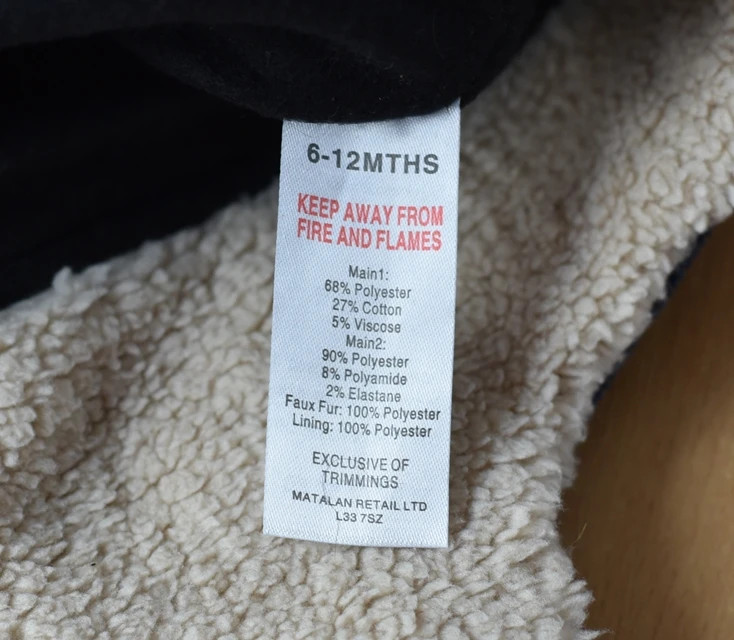 6-12MTHS
KEEP AWAY FROM
FIRE AND FLAMES
Main1:
68% Polyester
27% Cotton
5% Viscose
Main2:
90% Polyester
8% Polyamide
2% Elastane
Faux Fur: 100% Polyester
Lining: 100% Polyester
EXCLUSIVE OF
TRIMMINGS
MATALAN RETAIL LTD
L33 7SZ